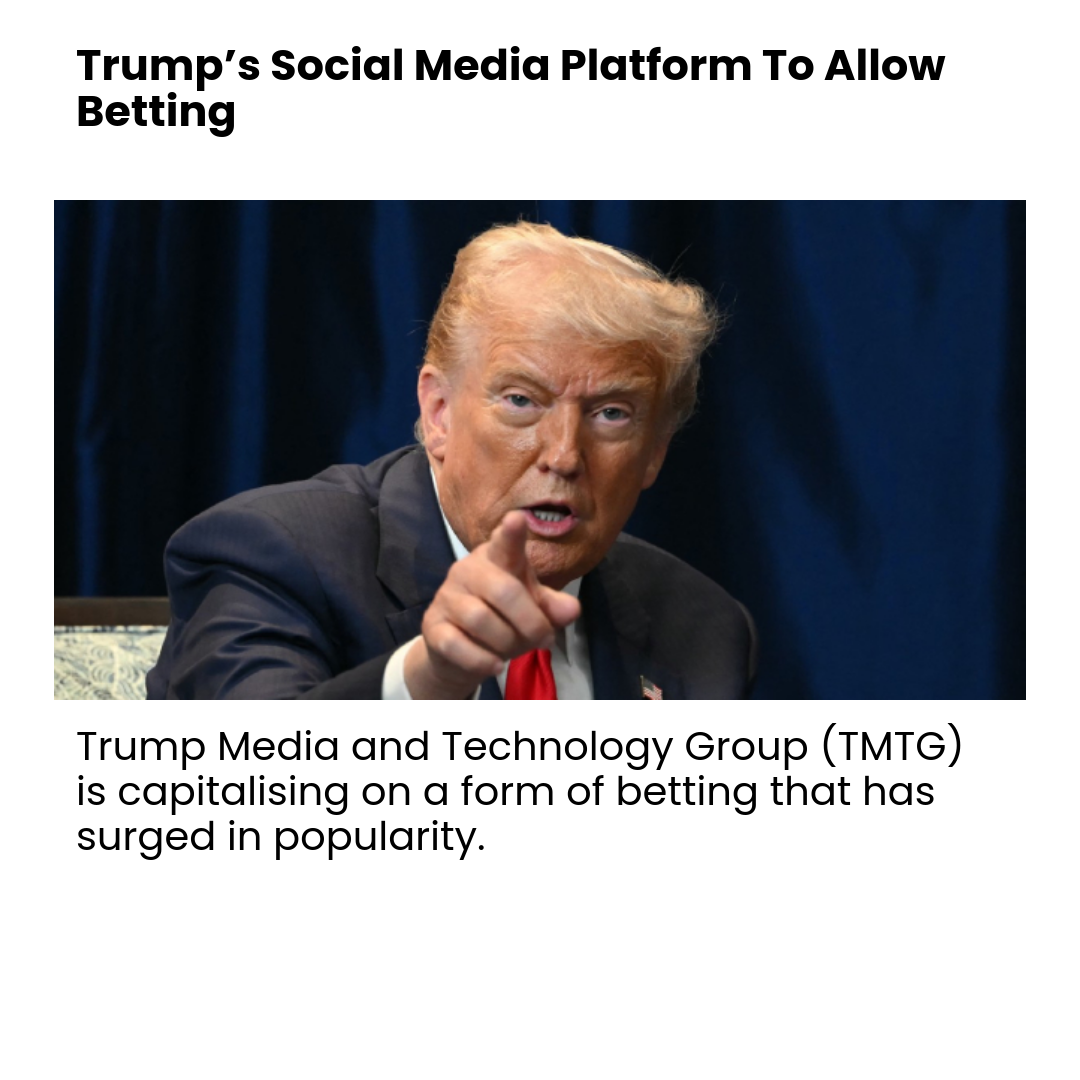 Trump’s Social Media Platform To Allow
Betting
Trump Media and Technology Group (TMTG)
is capitalising on a form of betting that has
surged in popularity.